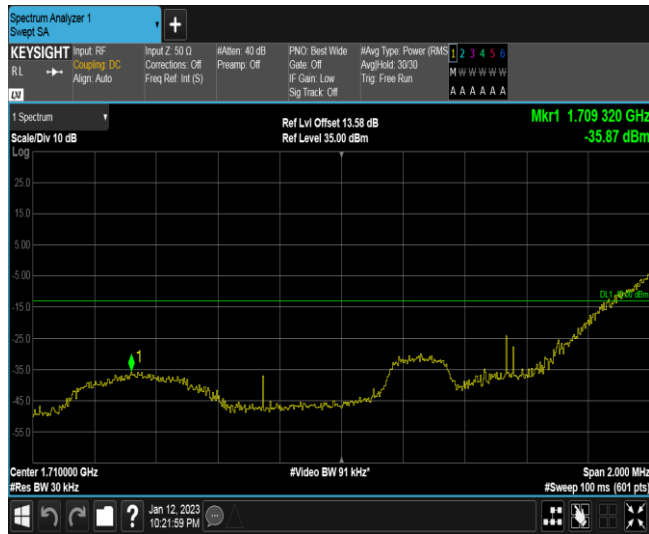 Spectrum Analyzer 1
Swept SA
KEYSIGHT
RL
LXI
Input: RF
Coupling: DC
Align: Auto
Input Z: 50 Ω
Corrections: Off
Freq Ref: Int (S)
#Atten: 40 dB
Preamp: Off
PNO: Best Wide
Gate: Off
IF Gain: Low
Sig Track: Off
#Avg Type: Power (RMS
Avg|Hold: 30/30
Trig: Free Run
1 2 3 4 5 6
M W W W W W
A A A A A A
1 Spectrum
Scale/Div 10 dB
Log
Ref Lvl Offset 13.58 dB
Ref Level 35.00 dBm
Mkr1 1.709 320 GHz
-35.87 dBm
25.0
15.0
5.00
-5.00
-15.0
-25.0
-35.0
-45.0
-55.0
1
Center 1.710000 GHz
#Res BW 30 kHz
#Video BW 91 kHz*
Span 2.000 MHz
#Sweep 100 ms (601 pts)
?
Jan 12, 2023
10:21:59 PM